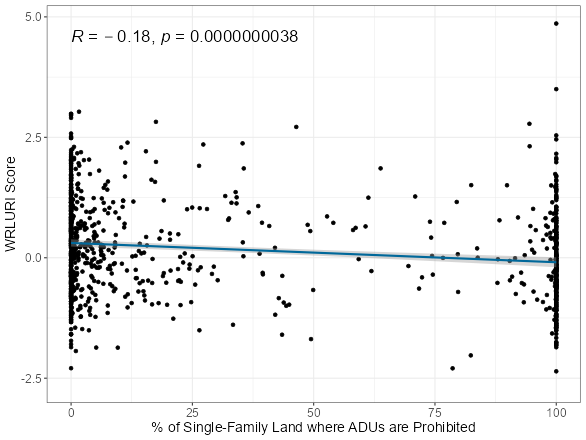 R = − 0.18, p = 0.0000000038
5.0
2.5
0.0
-2.5
WRLURI Score
0 25 50 75 100
% of Single-Family Land where ADUs are Prohibited